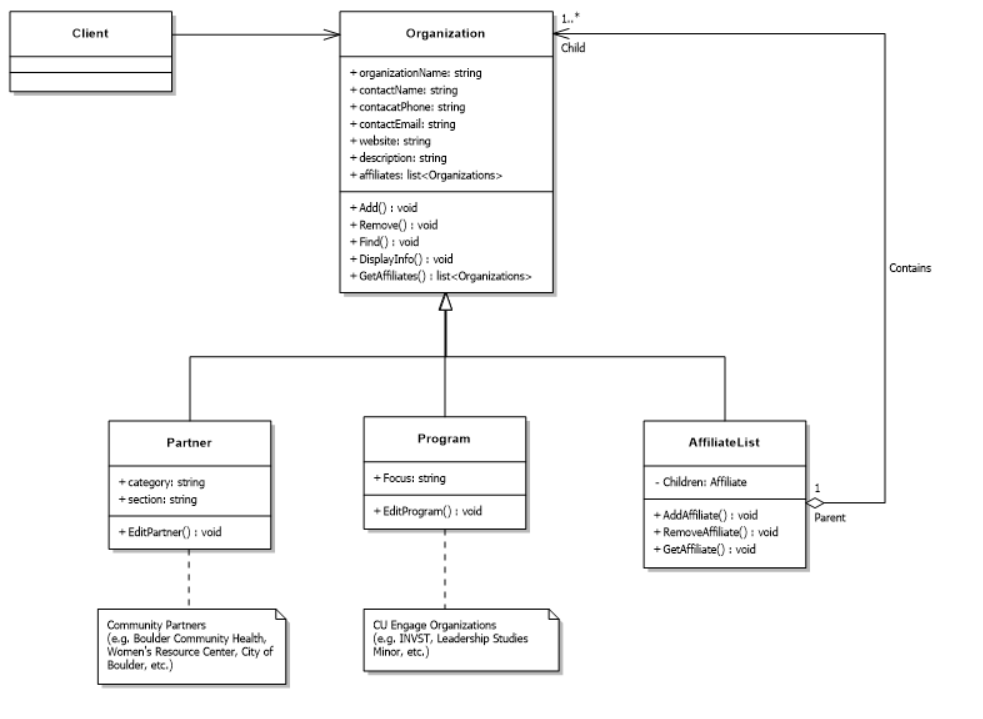 Client
Organization
+ organizationName: string
+ contactName: string
+ contacatPhone: string
+ contactEmail: string
+ website: string
+ description: string
+ affiliates: list<Organizations>
+ Add() : void
+ Remove() : void
+ Find() : void
+ DisplayInfo() : void
+ GetAffiliates() : list<Organizations>
1..*
Child
Contains
Partner
+ category: string
+ section: string
+ EditPartner() : void
Program
+ Focus: string
+ EditProgram() : void
AffiliateList
- Children: Affiliate
+ AddAffiliate() : void
+ RemoveAffiliate() : void
+ GetAffiliate() : void
1
Parent
Community Partners
(e.g. Boulder Community Health,
Women's Resource Center, City of
Boulder, etc.)
CU Engage Organizations
(e.g. INVST, Leadership Studies
Minor, etc.)